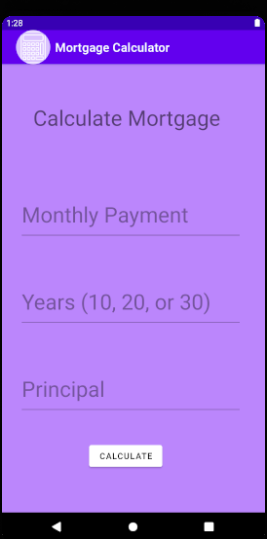 1:28
Mortgage Calculator
Calculate Mortgage
Monthly Payment
Years (10, 20, or 30)
Principal
CALCULATE